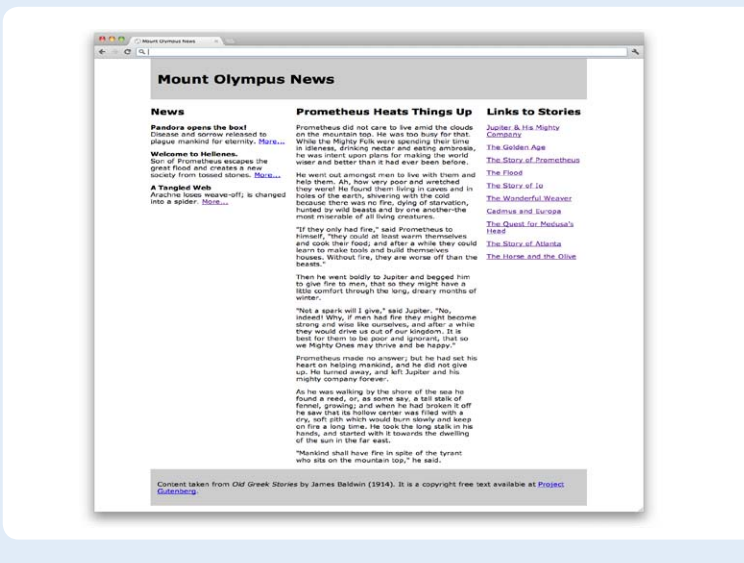 Mount Olympus News
Mount Olympus News
News
Pandora opens the box!
Disease and sorrow released to
plague mankind for eternity. More...
Welcome to Hellenes.
Son of Prometheus escapes the
great flood and creates a new
society from tossed stones. More...
A Tangled Web
Arachne loses weave-off; is changed
into a spider. More...
Prometheus Heats Things Up
Prometheus did not care to live amid the clouds
on the mountain top. He was too busy for that.
While the Mighty Folk were spending their time
in idleness, drinking nectar and eating ambrosia,
he was intent upon plans for making the world
wiser and better than it had ever been before.
He went out amongst men to live with them and
help them. Ah, how very poor and wretched
they were! He found them living in caves and in
holes of the earth, shivering with the cold
because there was no fire, dying of starvation,
hunted by wild beasts and by one another-the
most miserable of all living creatures.
"If they only had fire," said Prometheus to
himself, "they could at least warm themselves
and cook their food; and after a while they could
learn to make tools and build themselves
houses. Without fire, they are worse off than the
beasts."
Then he went boldly to Jupiter and begged him
to give fire to men, that so they might have a
little comfort through the long, dreary months of
winter.
"Not a spark will I give," said Jupiter. "No,
indeed! Why, if men had fire they might become
strong and wise like ourselves, and after a while
they would drive us out of our kingdom. It is
best for them to be poor and ignorant, that so
we Mighty Ones may thrive and be happy."
Prometheus made no answer; but he had set his
heart on helping mankind, and he did not give
up. He turned away, and left Jupiter and his
mighty company forever.
As he was walking by the shore of the sea he
found a reed, or, as some say, a tall stalk of
fennel, growing; and when he had broken it off
he saw that its hollow center was filled with a
dry, soft pith which would burn slowly and keep
on fire a long time. He took the long stalk in his
hands, and started with it towards the dwelling
of the sun in the far east.
"Mankind shall have fire in spite of the tyrant
who sits on the mountain top," he said.
Links to Stories
Jupiter & His Mighty
Company
The Golden Age
The Story of Prometheus
The Flood
The Story of Io
The Wonderful Weaver
Cadmus and Europa
The Quest for Medusa's
Head
The Story of Atlanta
The Horse and the Olive
Content taken from Old Greek Stories by James Baldwin (1914). It is a copyright free text available at Project
Gutenberg.